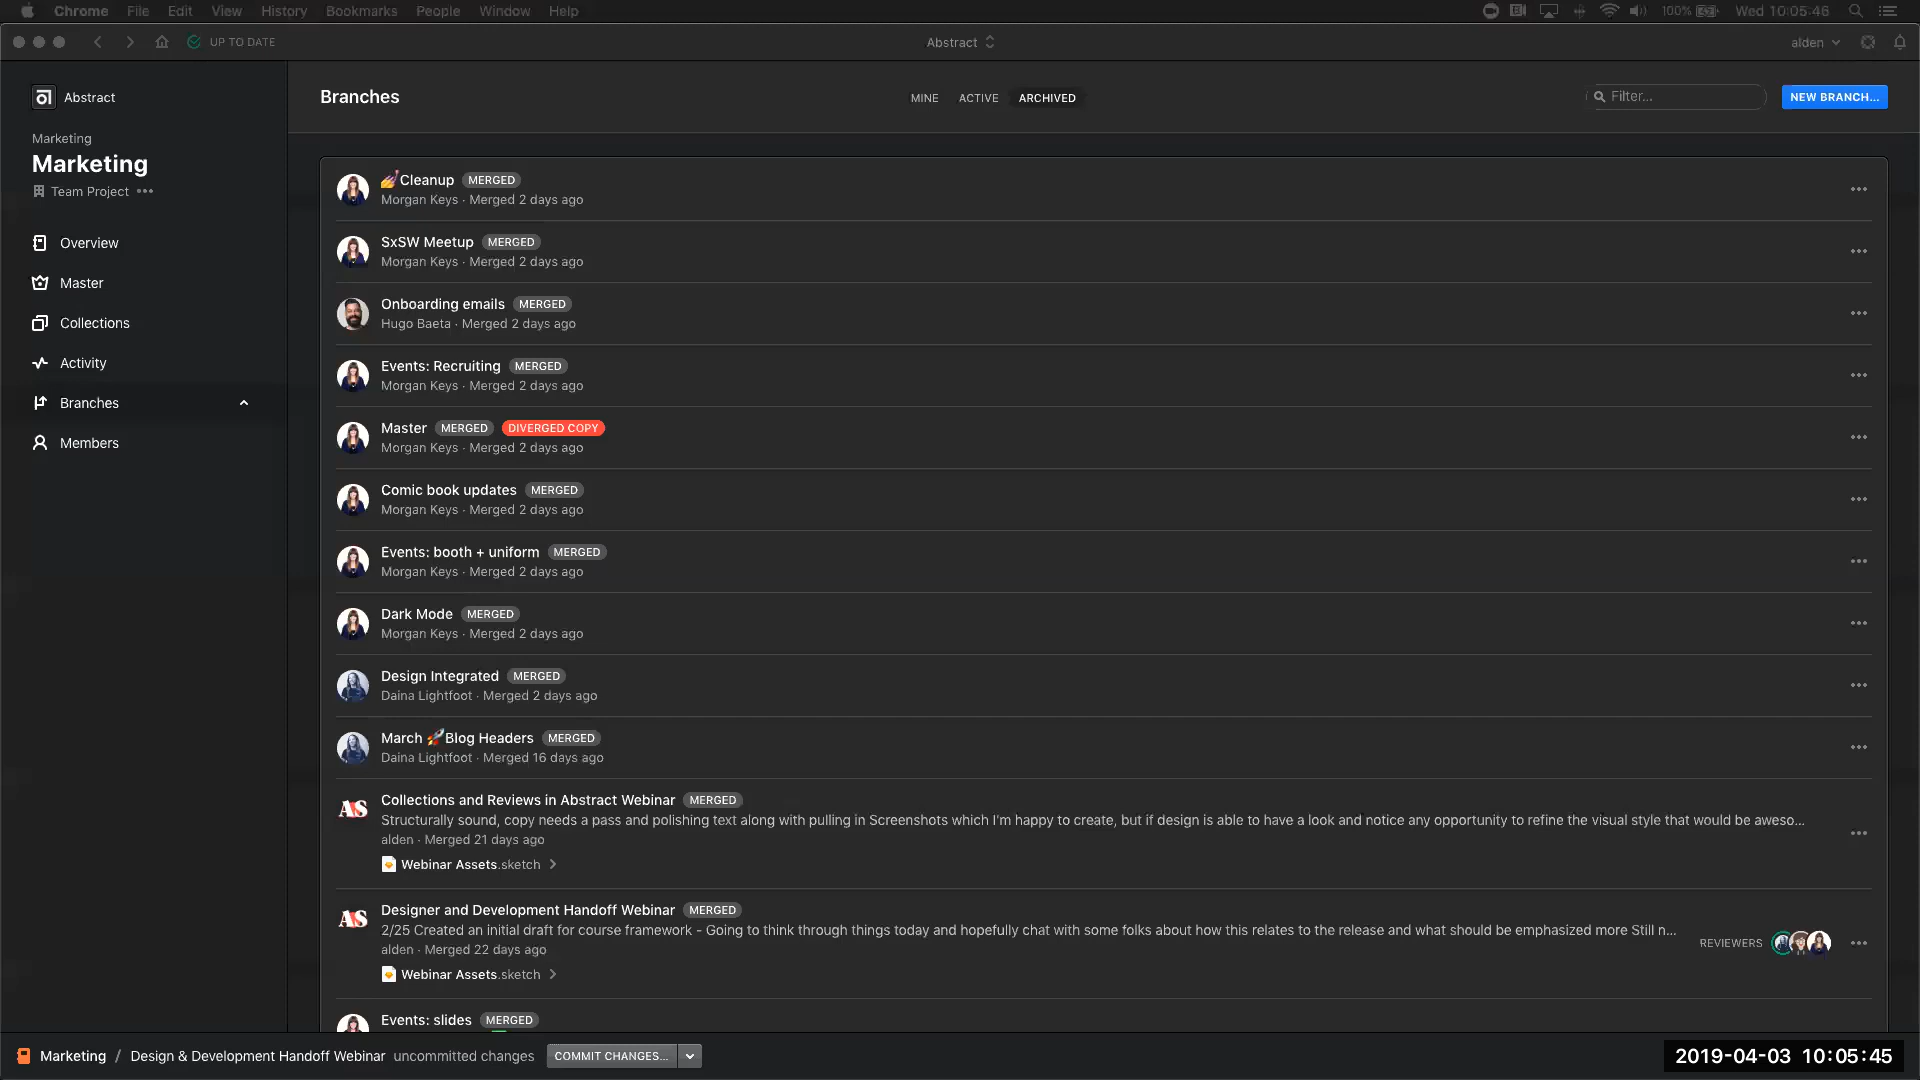 Chrome File Edit View History Bookmarks People Window Help 100% Wed 10:05:46
UP TO DATE
Abstract
alden
Abstract
Marketing
Marketing
Team Project
Overview
Master
Collections
Activity
Branches
Members
Branches
MINE ACTIVE ARCHIVED
Filter...
NEW BRANCH...
Cleanup MERGED
Morgan Keys · Merged 2 days ago
SxSW Meetup MERGED
Morgan Keys · Merged 2 days ago
Onboarding emails MERGED
Hugo Baeta · Merged 2 days ago
Events: Recruiting MERGED
Morgan Keys · Merged 2 days ago
Master MERGED DIVERGED COPY
Morgan Keys · Merged 2 days ago
Comic book updates MERGED
Morgan Keys · Merged 2 days ago
Events: booth + uniform MERGED
Morgan Keys · Merged 2 days ago
Dark Mode MERGED
Morgan Keys · Merged 2 days ago
Design Integrated MERGED
Daina Lightfoot · Merged 2 days ago
March 🚀Blog Headers MERGED
Daina Lightfoot · Merged 16 days ago
AS
Collections and Reviews in Abstract Webinar MERGED
Structurally sound, copy needs a pass and polishing text along with pulling in Screenshots which I'm happy to create, but if design is able to have a look and notice any opportunity to refine the visual style that would be aweso...
alden · Merged 21 days ago
Webinar Assets.sketch
AS
Designer and Development Handoff Webinar MERGED
2/25 Created an initial draft for course framework - Going to think through things today and hopefully chat with some folks about how this relates to the release and what should be emphasized more Still n...
alden · Merged 22 days ago
Webinar Assets.sketch
REVIEWERS
Events: slides MERGED
Marketing / Design & Development Handoff Webinar uncommitted changes COMMIT CHANGES...
2019-04-03 10:05:45